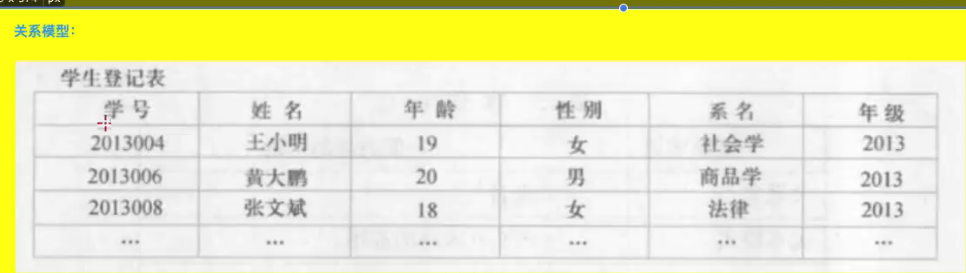 关系模型：
学生登记表
学号 姓名 年龄 性别 系名 年级
2013004 王小明 19 女 社会学 2013
2013006 黄大鹏 20 男 商品学 2013
2013008 张文斌 18 女 法律 2013
… … … … … …